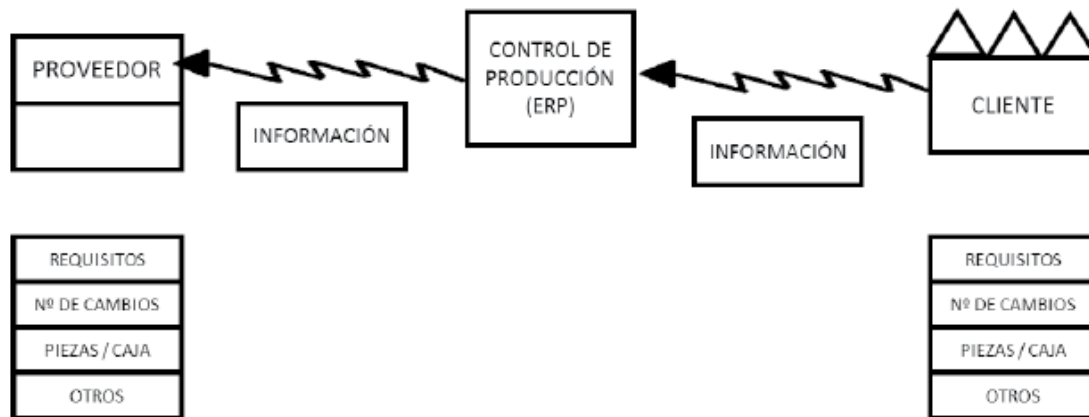 PROVEEDOR
INFORMACIÓN
CONTROL DE
PRODUCCIÓN
(ERP)
INFORMACIÓN
CLIENTE
REQUISITOS
Nº DE CAMBIOS
PIEZAS / CAJA
OTROS
REQUISITOS
Nº DE CAMBIOS
PIEZAS / CAJA
OTROS